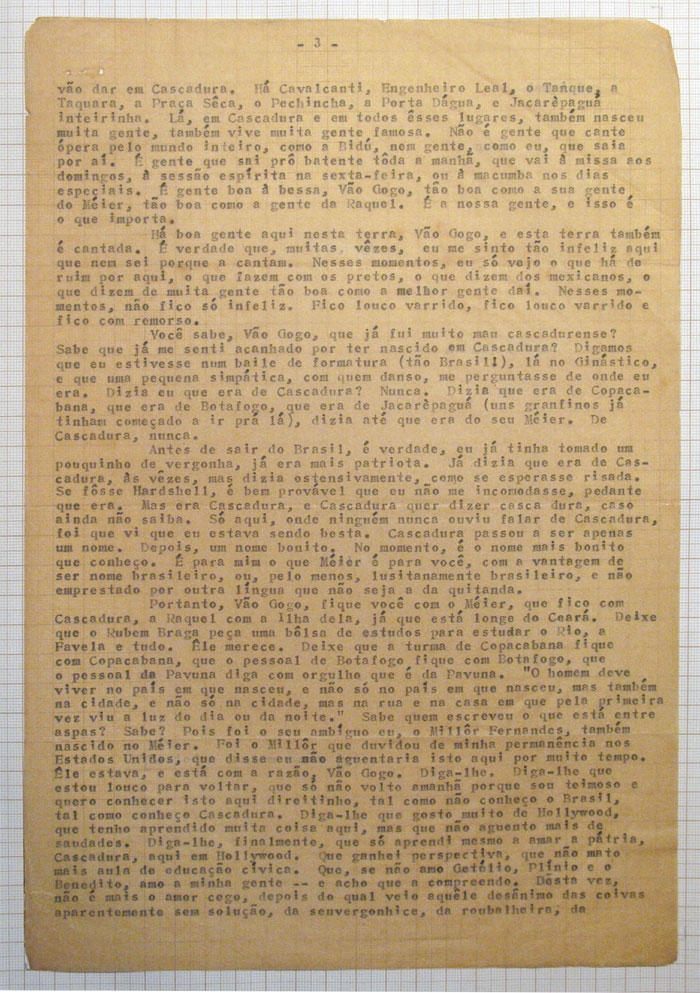 - 3 -
vão dar em Cascadura. Há Cavalcanti, Engenheiro Leal, o Tanque, a
Taquara, a Praça Sêca, o Pechincha, a Porta Dágua, e Jacarèpaguá
inteirinha. Lá, em Cascadura e em todos êsses lugares, também nasceu
muita gente, também vive muita gente famosa. Não é gente que cante
ópera pelo mundo inteiro, como a Bidú, nem gente, como eu, que saia
por aí. É gente que sai prô batente tôda a manhã, que vai à missa aos
domingos, à sessão espírita na sexta-feira, ou à macumba nos dias
especiais. É gente boa à bessa, Vão Gogo, tão boa como a sua gente
do Méier, tão boa como a gente da Raquel. É a nossa gente, e isso é
o que importa.
Há boa gente aqui nesta terra, Vão Gogo, e esta terra também
é cantada. É verdade que, muitas vêzes, eu me sinto tão infeliz aqui
que nem sei porque a cantam. Nesses momentos, eu só vejo o que há de
ruim por aqui, o que fazem com os pretos, o que dizem dos mexicanos, o
que dizem de muita gente tão boa como a melhor gente daí. Nesses mo-
mentos, não fico só infeliz. Fico louco varrido, fico louco varrido e
fico com remorso.
Você sabe, Vão Gogo, que já fui muito mau cascadurense?
Sabe que já me senti acanhado por ter nascido em Cascadura? Digamos
que eu estivesse num baile de formatura (tão Brasil!), lá no Ginástico,
e que uma pequena simpática, com quem danso, me perguntasse de onde eu
era. Dizia eu que era de Cascadura? Nunca. Dizia que era de Copaca-
bana, que era de Botafogo, que era de Jacarèpaguá (uns granfinos já
tinham começado a ir prá lá), dizia até que era do seu Méier. De
Cascadura, nunca.
Antes de sair do Brasil, é verdade, eu já tinha tomado um
pouquinho de vergonha, já era mais patriota. Já dizia que era de Cas-
cadura, às vêzes, mas dizia ostensivamente, como se esperasse risada.
Se fôsse Hardshell, é bem provável que eu não me incomodasse, pedante
que era. Mas era Cascadura, e Cascadura quer dizer casca dura, caso
ainda não saiba. Só aqui, onde ninguém nunca ouviu falar de Cascadura,
foi que vi que eu estava sendo besta. Cascadura passou a ser apenas
um nome. Depois, um nome bonito. No momento, é o nome mais bonito
que conheço. É para mim o que Méier é para você, com a vantagem de
ser nome brasileiro, ou, pelo menos, lusitanamente brasileiro, e não
emprestado por outra língua que não seja a da quitanda.
Portanto, Vão Gogo, fique você com o Méier, que fico com
Cascadura, a Raquel com a Ilha dela, já que está longe do Ceará. Deixe
que o Rubem Braga peça uma bôlsa de estudos para estudar o Rio, a
Favela e tudo. Êle merece. Deixe que a turma de Copacabana fique
com Copacabana, que o pessoal de Botafogo fique com Botafogo, que
o pessoal da Pavuna diga com orgulho que é da Pavuna. "O homem deve
viver no país em que nasceu, e não só no país em que nasceu, mas também
na cidade, e não só na cidade, mas na rua e na casa em que pela primeira
vez viu a luz do dia ou da noite." Sabe quem escreveu o que está entre
aspas? Sabe? Pois foi o seu ambíguo eu, o Millôr Fernandes, também
nascido no Méier. Foi o Millôr que duvidou de minha permanência nos
Estados Unidos, que disse eu não aguentaria isto aqui por muito tempo.
Êle estava, e está com a razão, Vão Gogo. Diga-lhe. Diga-lhe que
estou louco para voltar, que só não volto amanhã porque sou teimoso e
quero conhecer isto aqui direitinho, tal como não conheço o Brasil,
tal como conheço Cascadura. Diga-lhe que gosto muito de Hollywood,
que tenho aprendido muita coisa aqui, mas que não aguento mais de
saudades. Diga-lhe, finalmente, que só aprendi mesmo a amar a pátria,
Cascadura, aqui em Hollywood. Que ganhei perspectiva, que não mato
mais aula de educação cívica. Que, se não amo Getúlio, Plínio e o
Benedito, amo a minha gente -- e acho que a compreendo. Desta vez,
não é mais o amor cego, depois do qual veio aquêle desânimo das coivas
aparentemente sem solução, da senvergonhice, da roubalheira, da